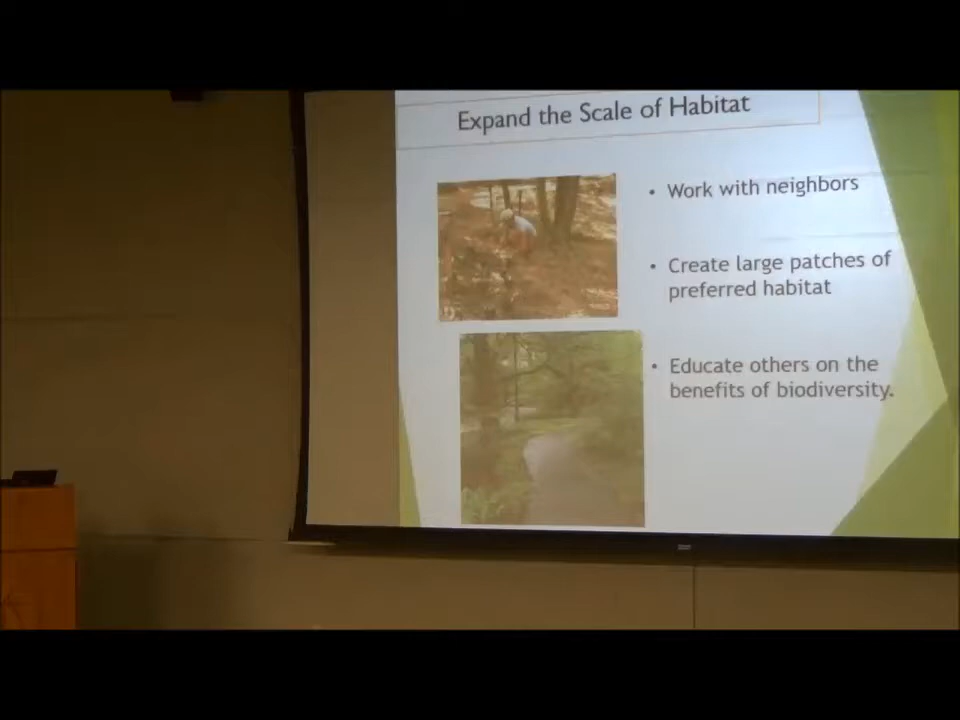 Expand the Scale of Habitat
• Work with neighbors
• Create large patches of
preferred habitat
• Educate others on the
benefits of biodiversity.